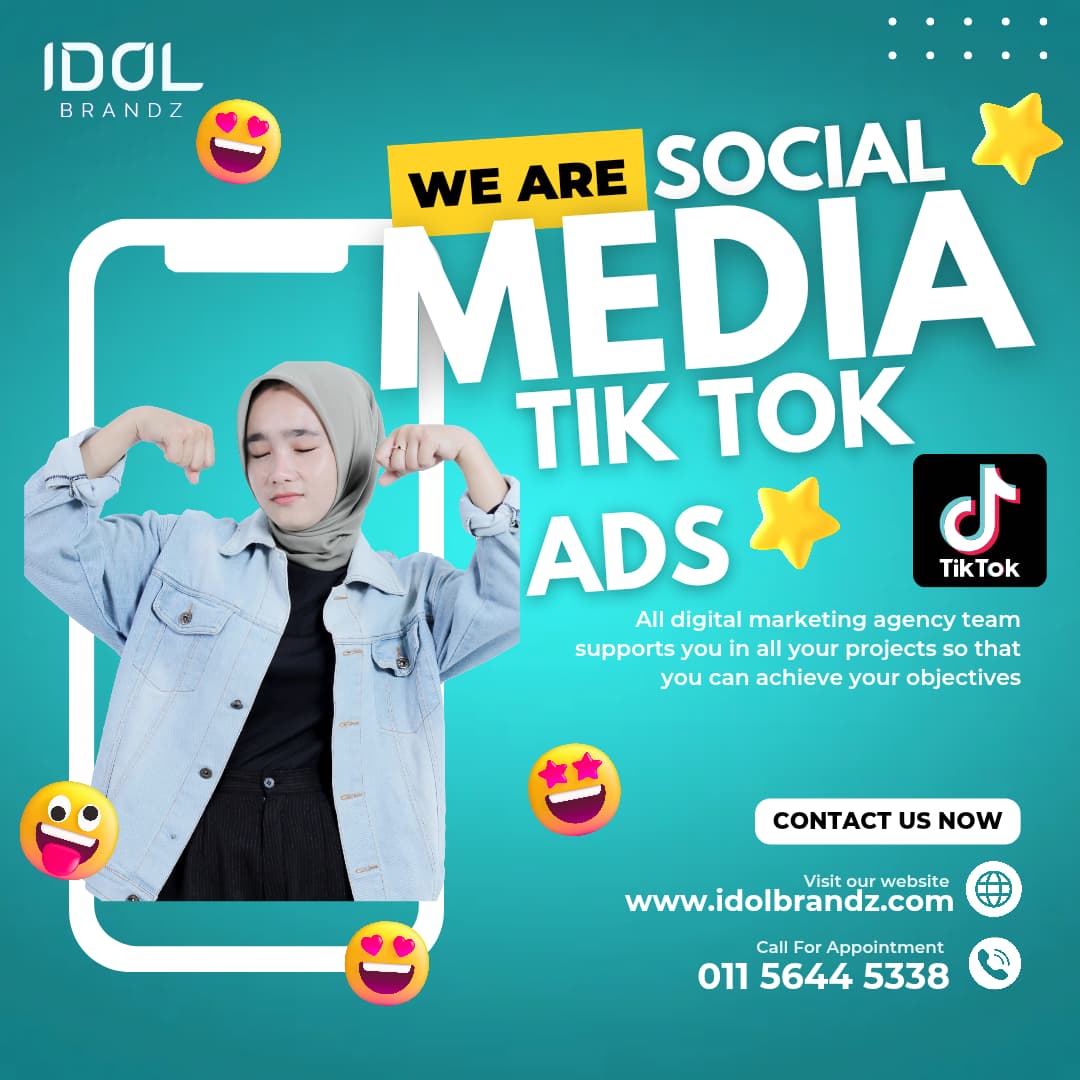 IDOL
BRANDZ
WE ARE SOCIAL
MEDIA
TIK TOK
ADS
TikTok
All digital marketing agency team
supports you in all your projects so that
you can achieve your objectives
CONTACT US NOW
Visit our website
www.idolbrandz.com
Call For Appointment
011 5644 5338